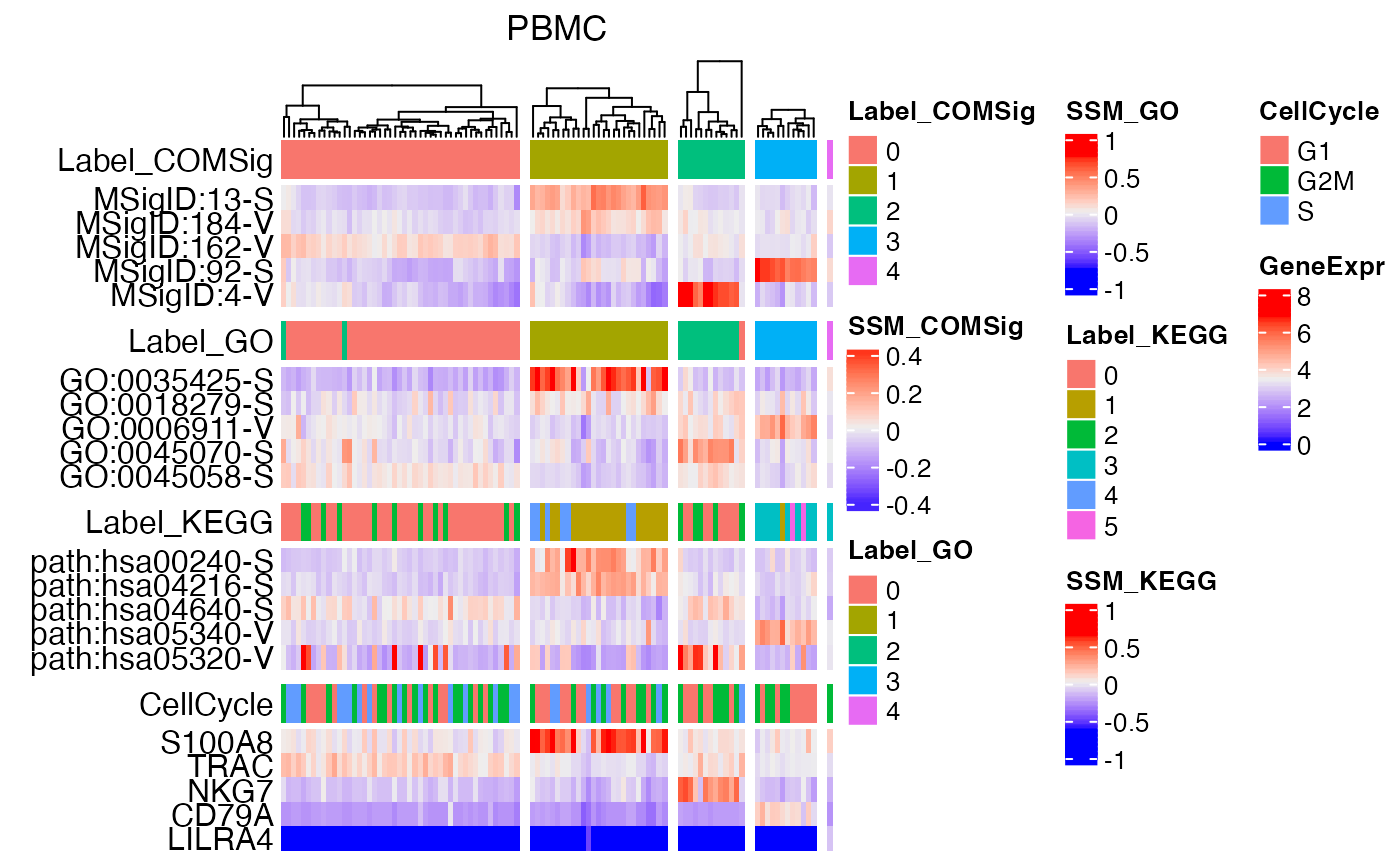 PBMC
Label_COMSig
MSigID:13-S
MSigID:184-V
MSigID:162-V
MSigID:92-S
MSigID:4-V
Label_GO
GO:0035425-S
GO:0018279-S
GO:0006911-V
GO:0045070-S
GO:0045058-S
Label_KEGG
path:hsa00240-S
path:hsa04216-S
path:hsa04640-S
path:hsa05340-V
path:hsa05320-V
CellCycle
S100A8
TRAC
NKG7
CD79A
LILRA4
Label_COMSig
0
1
2
3
4
SSM_COMSig
0.4
0.2
0
-0.2
-0.4
Label_GO
0
1
2
3
4
SSM_GO
1
0.5
0
-0.5
-1
Label_KEGG
0
1
2
3
4
5
SSM_KEGG
1
0.5
0
-0.5
-1
CellCycle
G1
G2M
S
GeneExpr
8
6
4
2
0